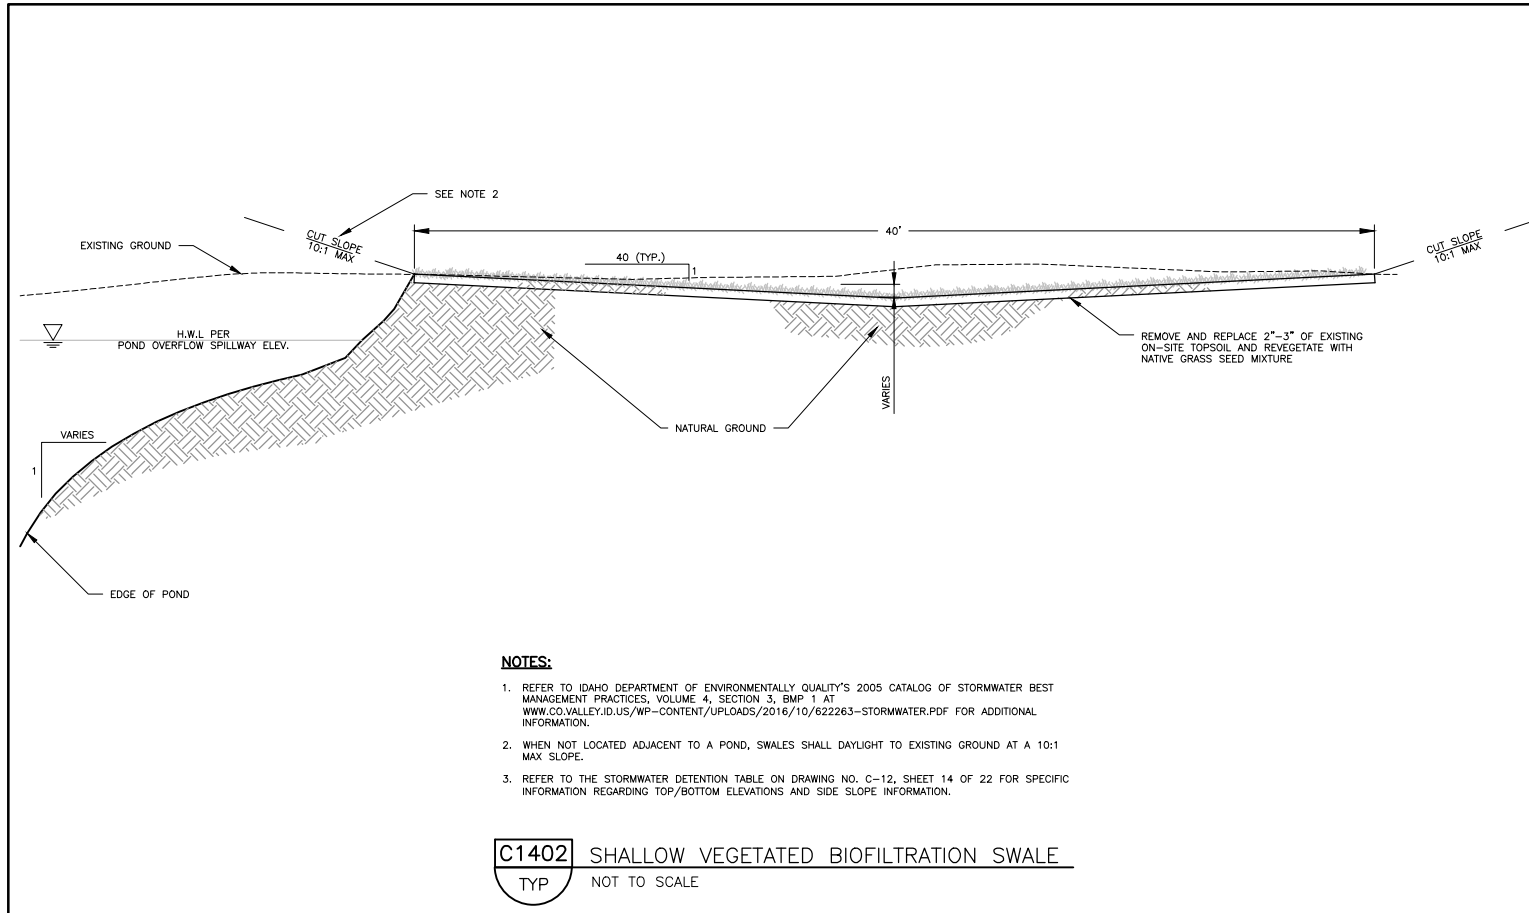 SEE NOTE 2
EXISTING GROUND
CUT SLOPE
10:1 MAX
40'
40 (TYP.)
1
CUT SLOPE
10:1 MAX
H.W.L PER
POND OVERFLOW SPILLWAY ELEV.
REMOVE AND REPLACE 2"-3" OF EXISTING
ON-SITE TOPSOIL AND REVEGETATE WITH
NATIVE GRASS SEED MIXTURE
VARIES
NATURAL GROUND
VARIES
1
EDGE OF POND
NOTES:
1. REFER TO IDAHO DEPARTMENT OF ENVIRONMENTALLY QUALITY'S 2005 CATALOG OF STORMWATER BEST
MANAGEMENT PRACTICES, VOLUME 4, SECTION 3, BMP 1 AT
WWW.CO.VALLEY.ID.US/WP-CONTENT/UPLOADS/2016/10/622263-STORMWATER.PDF FOR ADDITIONAL
INFORMATION.
2. WHEN NOT LOCATED ADJACENT TO A POND, SWALES SHALL DAYLIGHT TO EXISTING GROUND AT A 10:1
MAX SLOPE.
3. REFER TO THE STORMWATER DETENTION TABLE ON DRAWING NO. C-12, SHEET 14 OF 22 FOR SPECIFIC
INFORMATION REGARDING TOP/BOTTOM ELEVATIONS AND SIDE SLOPE INFORMATION.
C1402 SHALLOW VEGETATED BIOFILTRATION SWALE
TYP NOT TO SCALE